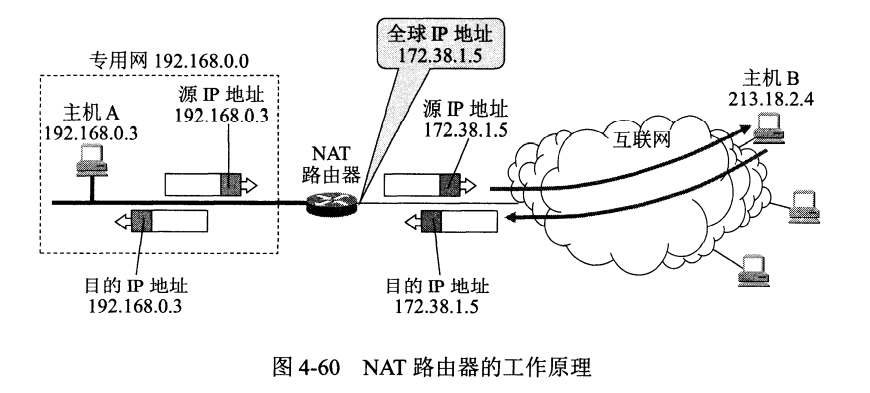 全球 IP 地址
172.38.1.5
专用网 192.168.0.0
主机 A
192.168.0.3
源 IP 地址
192.168.0.3
NAT
路由器
源 IP 地址
172.38.1.5
互联网
主机 B
213.18.2.4
目的 IP 地址
192.168.0.3
目的 IP 地址
172.38.1.5
图 4-60 NAT 路由器的工作原理